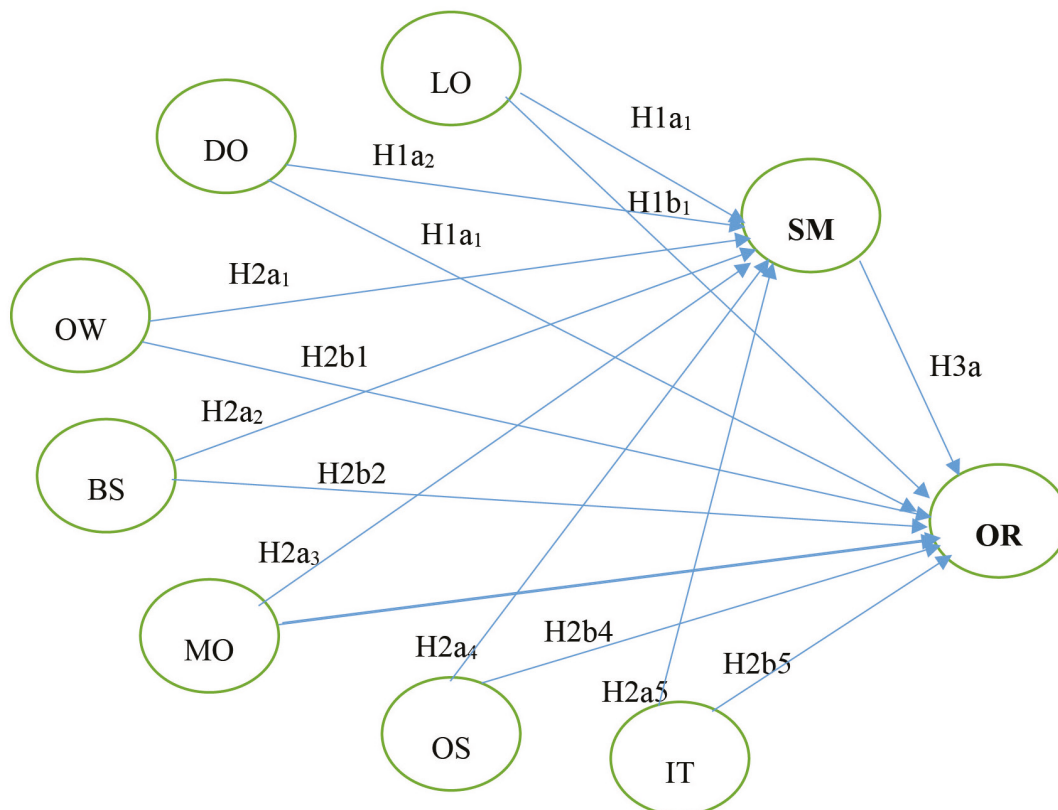 LO
H1a₁
DO
H1a₂
H1b₁
SM
H1a₁
H2a₁
OW
H2b1
H3a
H2a₂
H2b2
BS
OR
H2a₃
MO
H2b4
H2a₄
H2b5
H2a5
OS
IT